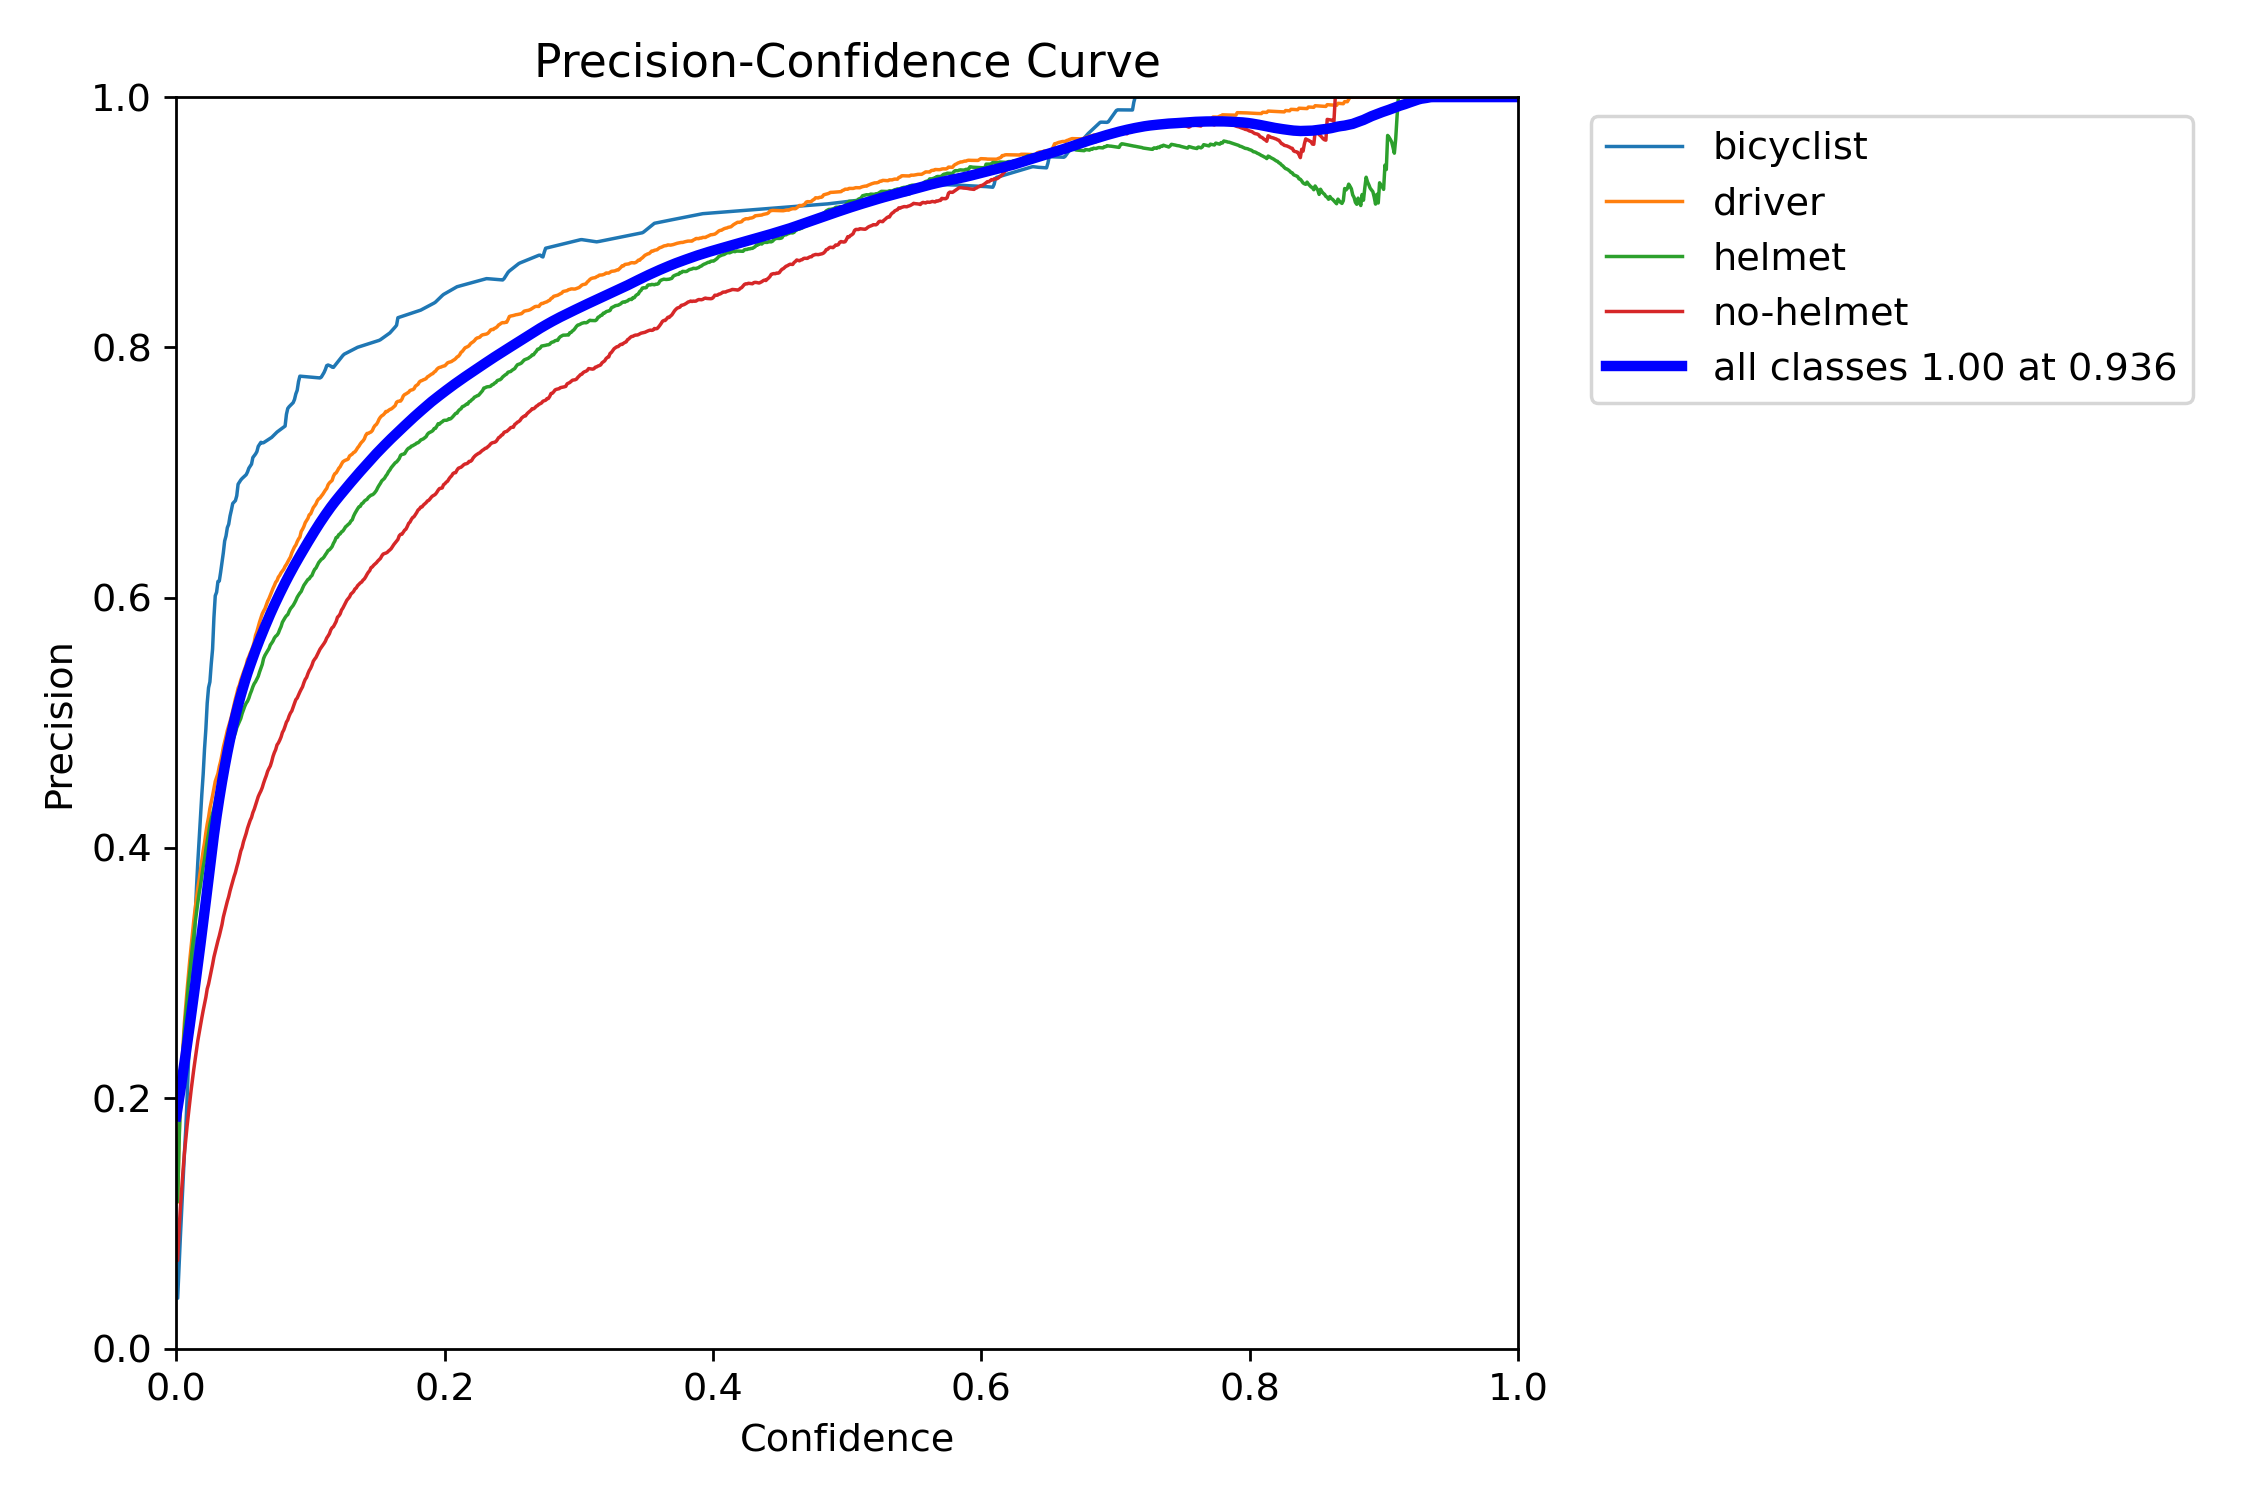 Precision-Confidence Curve
1.0
0.8
0.6
0.4
0.2
0.0
Precision
0.0 0.2 0.4 0.6 0.8 1.0
Confidence
bicyclist
driver
helmet
no-helmet
all classes 1.00 at 0.936